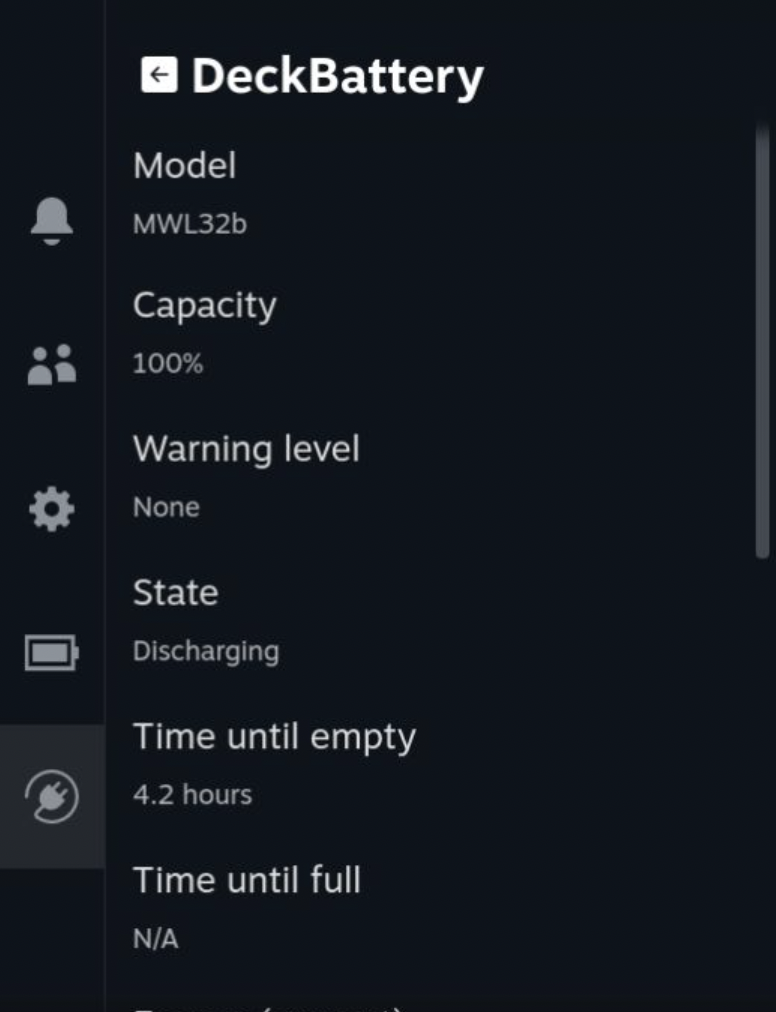 DeckBattery
Model
MWL32b
Capacity
100%
Warning level
None
State
Discharging
Time until empty
4.2 hours
Time until full
N/A